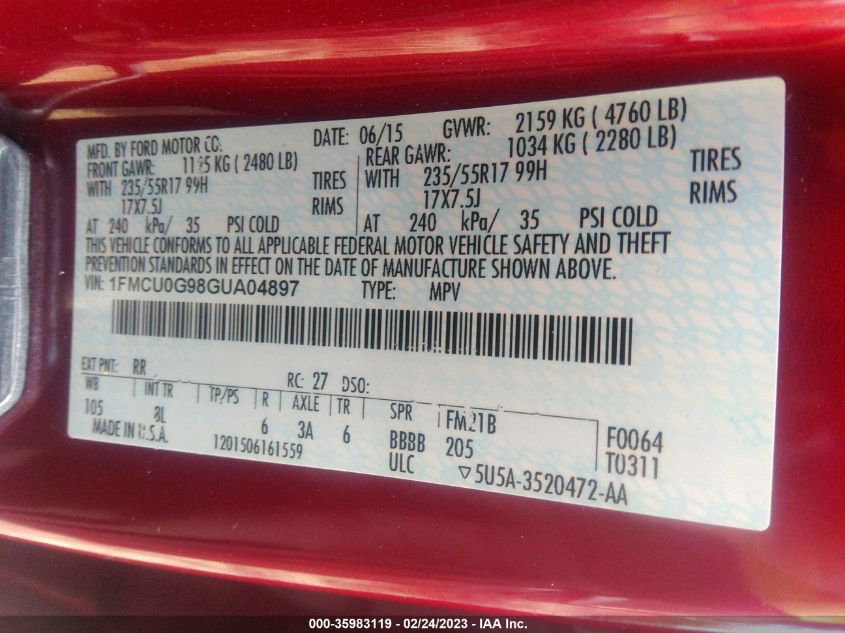 MFD. BY FORD MOTOR CO. DATE: 06/15 GVWR: 2159 KG ( 4760 LB)
FRONT GAWR: KG ( 2480 LB) REAR GAWR: 1034 KG ( 2280 LB)
WITH 235/55R17 99H TIRES WITH 235/55R17 99H TIRES
17X7.5J RIMS 17X7.5J RIMS
AT 240 kPa/ 35 PSI COLD AT 240 kPa/ 35 PSI COLD
THIS VEHICLE CONFORMS TO ALL APPLICABLE FEDERAL MOTOR VEHICLE SAFETY AND THEFT
PREVENTION STANDARDS IN EFFECT ON THE DATE OF MANUFACTURE SHOWN ABOVE.
VIN: 1FMCU0G98GUA04897 TYPE: MPV
EXT PNT: RR RC: 27 DSO:
WB INT TR TP/PS R AXLE TR SPR FM21B F0064
105 6 3A 6 BBBB 205 T0311
MADE IN U.S.A. 1201506161559 ULC ▽5U5A-3520472-AA
000-35983119 - 02/24/2023 - IAA Inc.